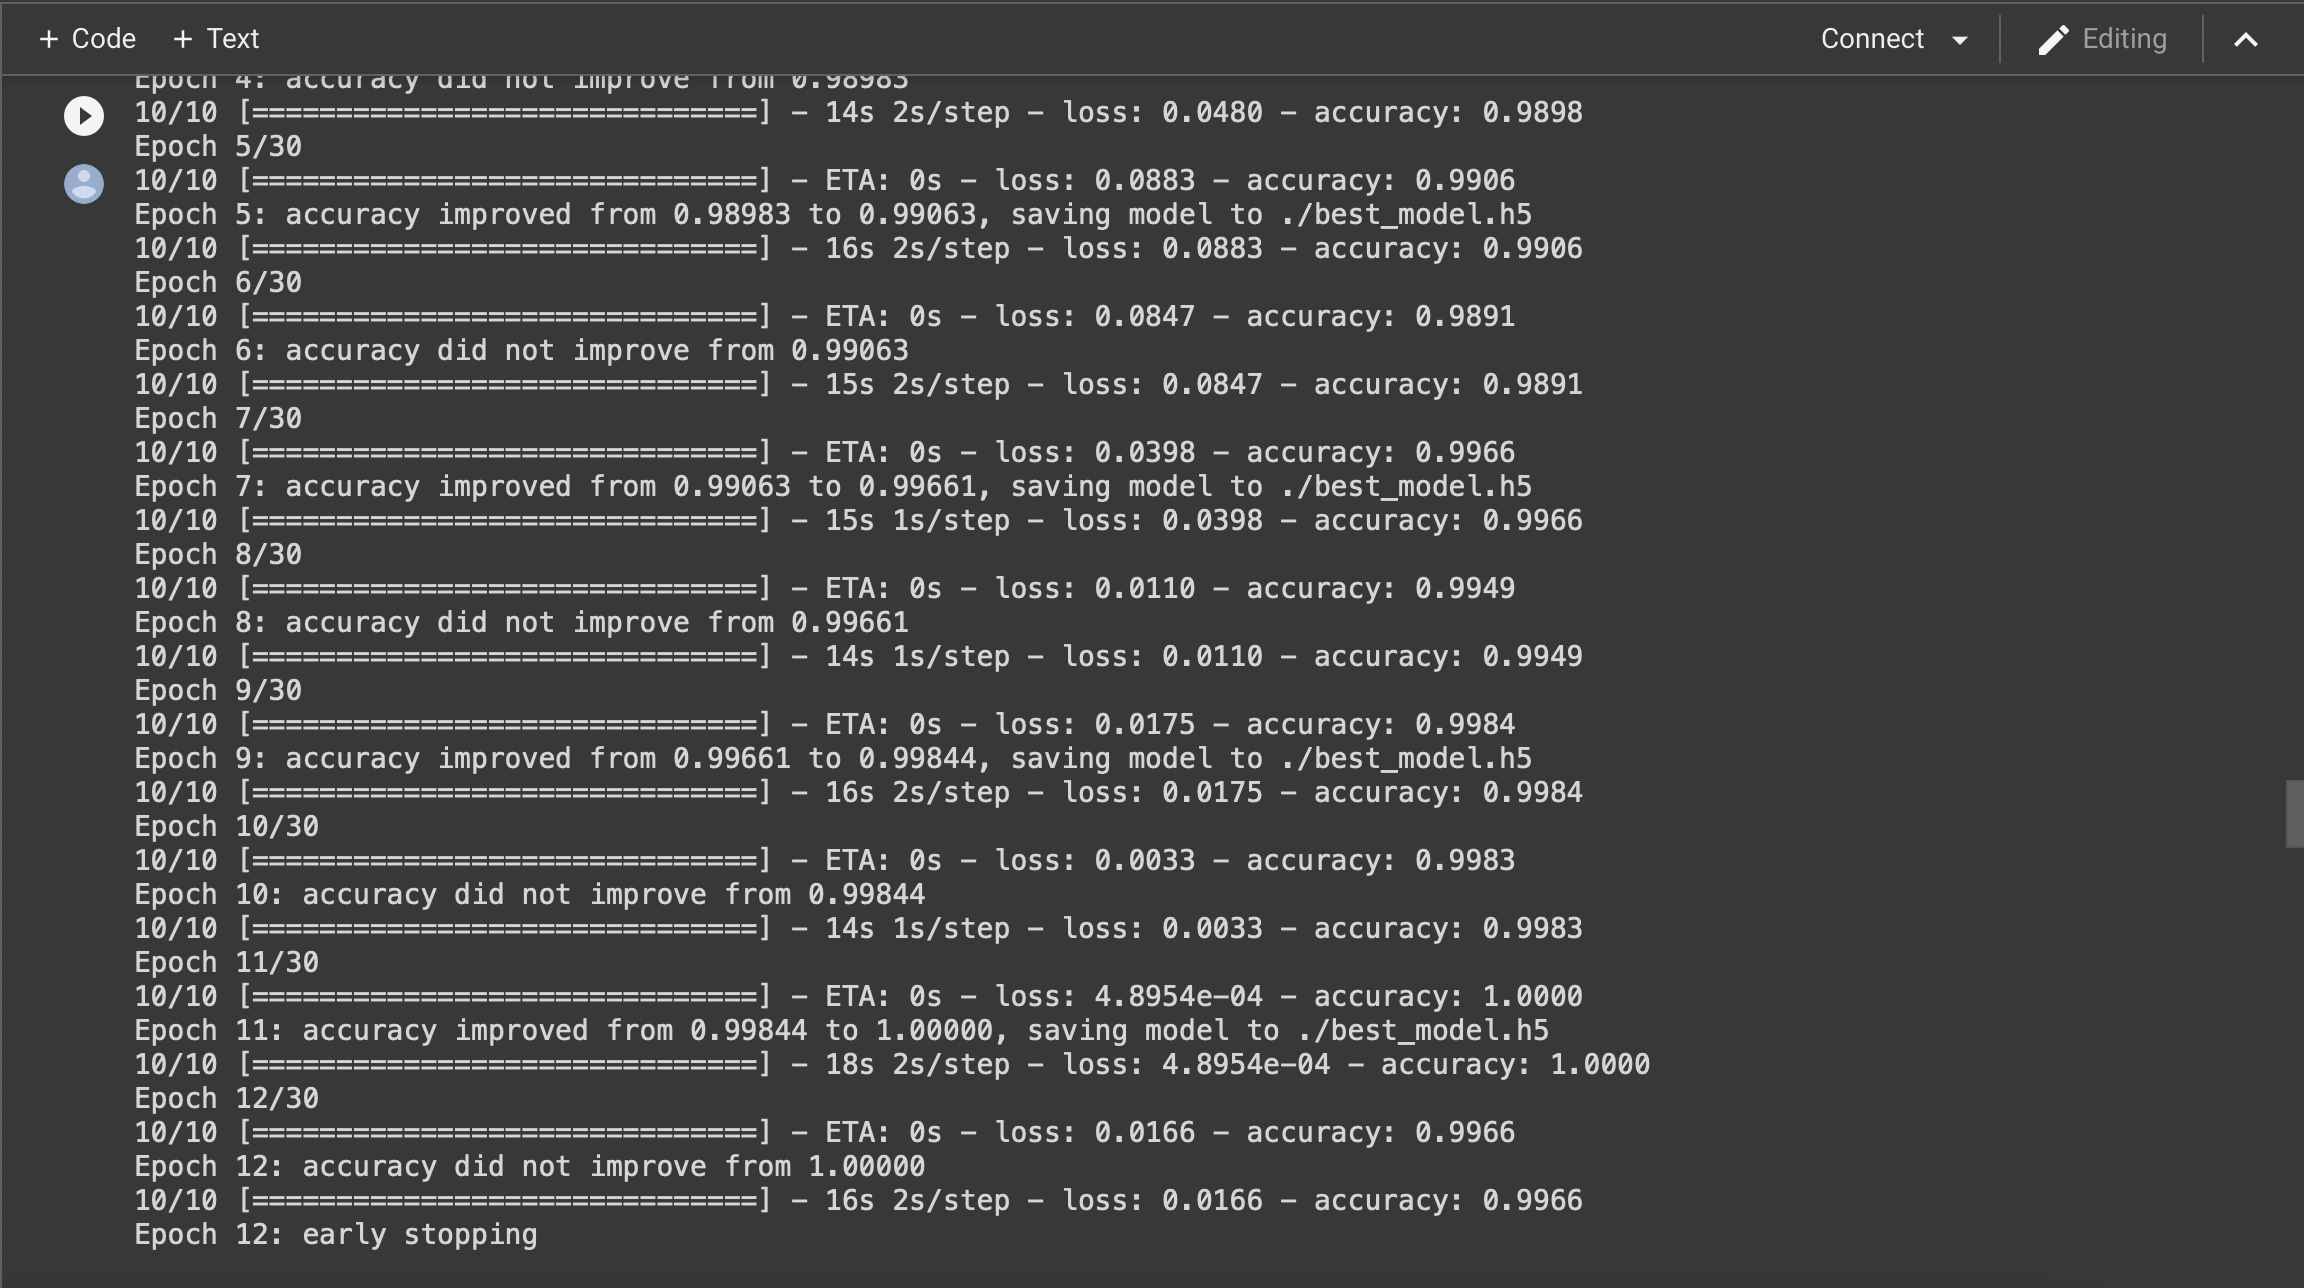 + Code + Text Connect Editing
Epoch 4: accuracy did not improve from 0.98983
10/10 [==============================] - 14s 2s/step - loss: 0.0480 - accuracy: 0.9898
Epoch 5/30
10/10 [==============================] - ETA: 0s - loss: 0.0883 - accuracy: 0.9906
Epoch 5: accuracy improved from 0.98983 to 0.99063, saving model to ./best_model.h5
10/10 [==============================] - 16s 2s/step - loss: 0.0883 - accuracy: 0.9906
Epoch 6/30
10/10 [==============================] - ETA: 0s - loss: 0.0847 - accuracy: 0.9891
Epoch 6: accuracy did not improve from 0.99063
10/10 [==============================] - 15s 2s/step - loss: 0.0847 - accuracy: 0.9891
Epoch 7/30
10/10 [==============================] - ETA: 0s - loss: 0.0398 - accuracy: 0.9966
Epoch 7: accuracy improved from 0.99063 to 0.99661, saving model to ./best_model.h5
10/10 [==============================] - 15s 1s/step - loss: 0.0398 - accuracy: 0.9966
Epoch 8/30
10/10 [==============================] - ETA: 0s - loss: 0.0110 - accuracy: 0.9949
Epoch 8: accuracy did not improve from 0.99661
10/10 [==============================] - 14s 1s/step - loss: 0.0110 - accuracy: 0.9949
Epoch 9/30
10/10 [==============================] - ETA: 0s - loss: 0.0175 - accuracy: 0.9984
Epoch 9: accuracy improved from 0.99661 to 0.99844, saving model to ./best_model.h5
10/10 [==============================] - 16s 2s/step - loss: 0.0175 - accuracy: 0.9984
Epoch 10/30
10/10 [==============================] - ETA: 0s - loss: 0.0033 - accuracy: 0.9983
Epoch 10: accuracy did not improve from 0.99844
10/10 [==============================] - 14s 1s/step - loss: 0.0033 - accuracy: 0.9983
Epoch 11/30
10/10 [==============================] - ETA: 0s - loss: 4.8954e-04 - accuracy: 1.0000
Epoch 11: accuracy improved from 0.99844 to 1.00000, saving model to ./best_model.h5
10/10 [==============================] - 18s 2s/step - loss: 4.8954e-04 - accuracy: 1.0000
Epoch 12/30
10/10 [==============================] - ETA: 0s - loss: 0.0166 - accuracy: 0.9966
Epoch 12: accuracy did not improve from 1.00000
10/10 [==============================] - 16s 2s/step - loss: 0.0166 - accuracy: 0.9966
Epoch 12: early stopping